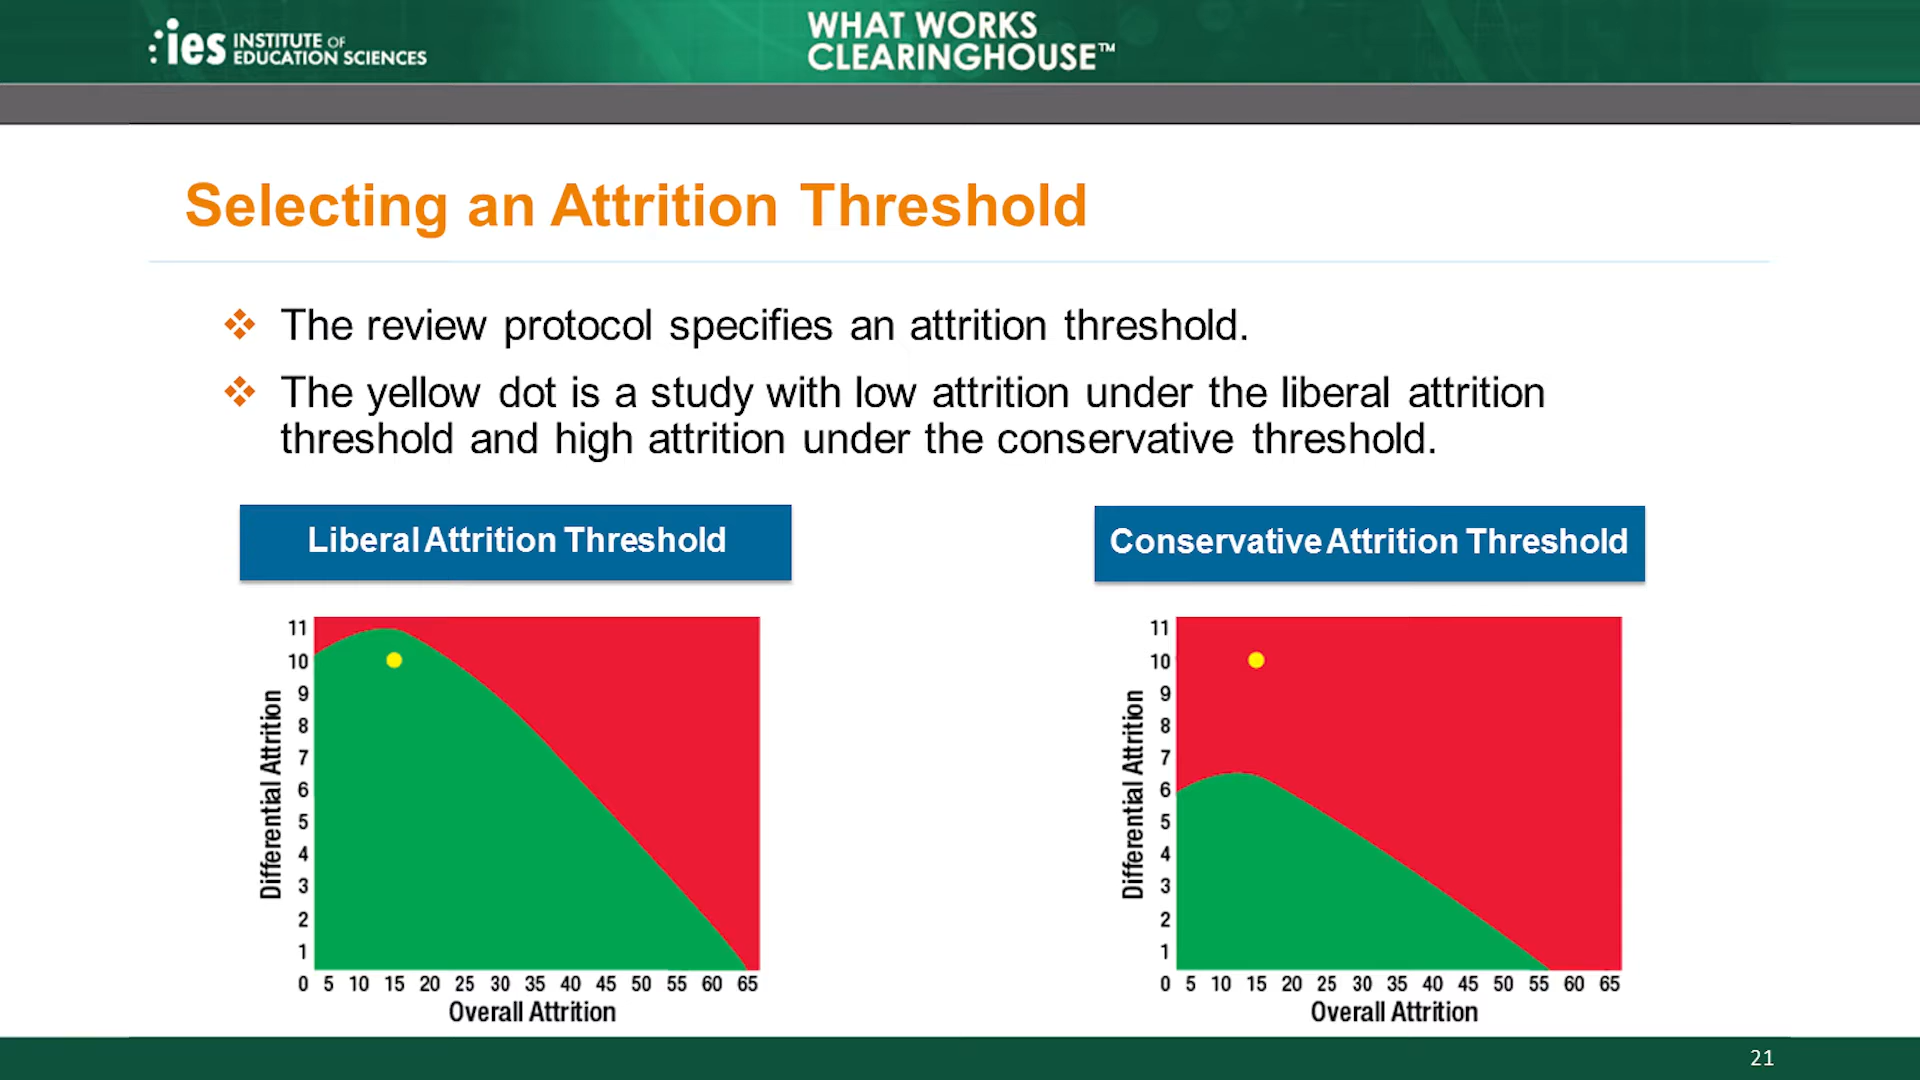 ies INSTITUTE OF
EDUCATION SCIENCES
WHAT WORKS
CLEARINGHOUSE™
Selecting an Attrition Threshold
The review protocol specifies an attrition threshold.
The yellow dot is a study with low attrition under the liberal attrition
threshold and high attrition under the conservative threshold.
Liberal Attrition Threshold
11
10
9
8
7
6
5
4
3
2
1
Differential Attrition
0 5 10 15 20 25 30 35 40 45 50 55 60 65
Overall Attrition
Conservative Attrition Threshold
11
10
9
8
7
6
5
4
3
2
1
Differential Attrition
0 5 10 15 20 25 30 35 40 45 50 55 60 65
Overall Attrition
21